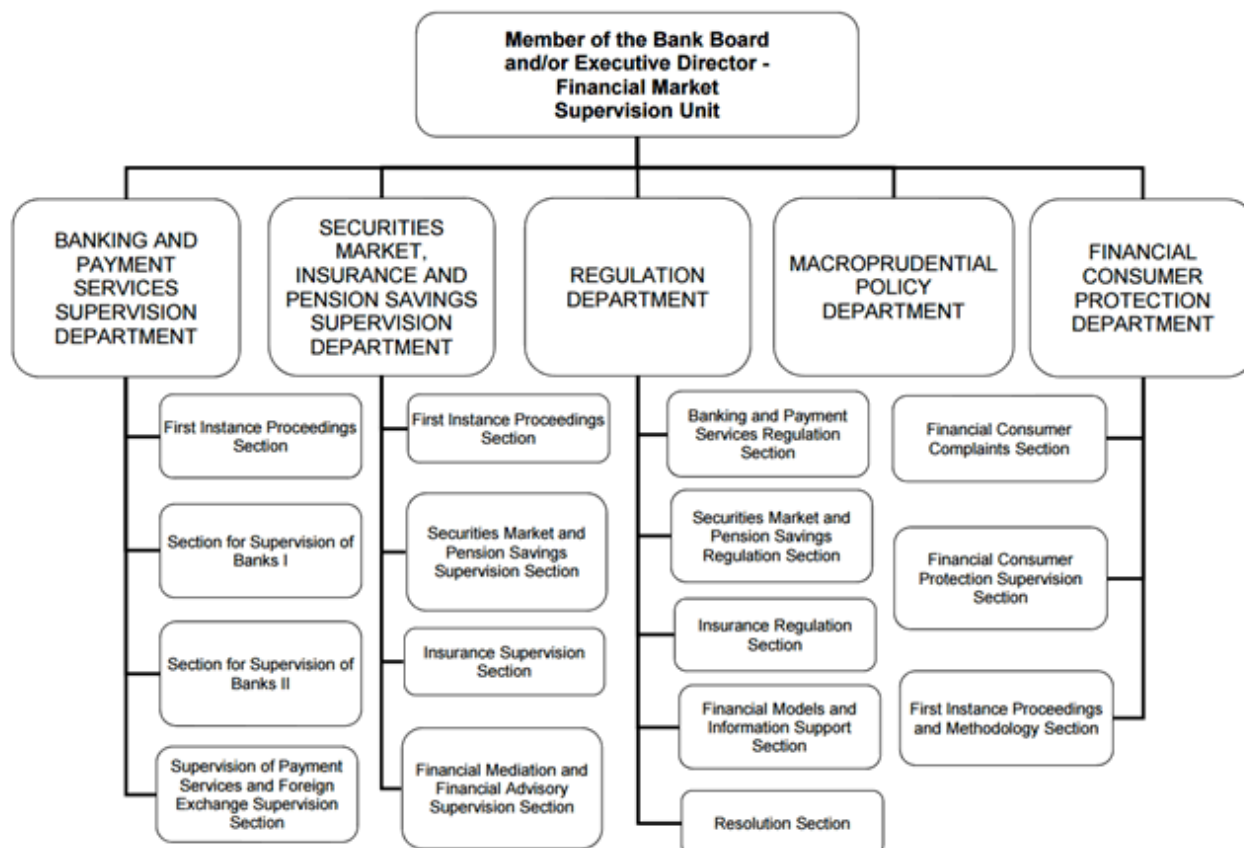 Member of the Bank Board
and/or Executive Director -
Financial Market
Supervision Unit
BANKING AND
PAYMENT
SERVICES
SUPERVISION
DEPARTMENT
SECURITIES
MARKET,
INSURANCE AND
PENSION SAVINGS
SUPERVISION
DEPARTMENT
REGULATION
DEPARTMENT
MACROPRUDENTIAL
POLICY
DEPARTMENT
FINANCIAL
CONSUMER
PROTECTION
DEPARTMENT
First Instance Proceedings
Section
Section for Supervision of
Banks I
Section for Supervision of
Banks II
Supervision of Payment
Services and Foreign
Exchange Supervision
Section
First Instance Proceedings
Section
Securities Market and
Pension Savings
Supervision Section
Insurance Supervision
Section
Financial Mediation and
Financial Advisory
Supervision Section
Banking and Payment
Services Regulation
Section
Securities Market and
Pension Savings
Regulation Section
Insurance Regulation
Section
Financial Models and
Information Support
Section
Resolution Section
Financial Consumer
Complaints Section
Financial Consumer
Protection Supervision
Section
First Instance Proceedings
and Methodology Section